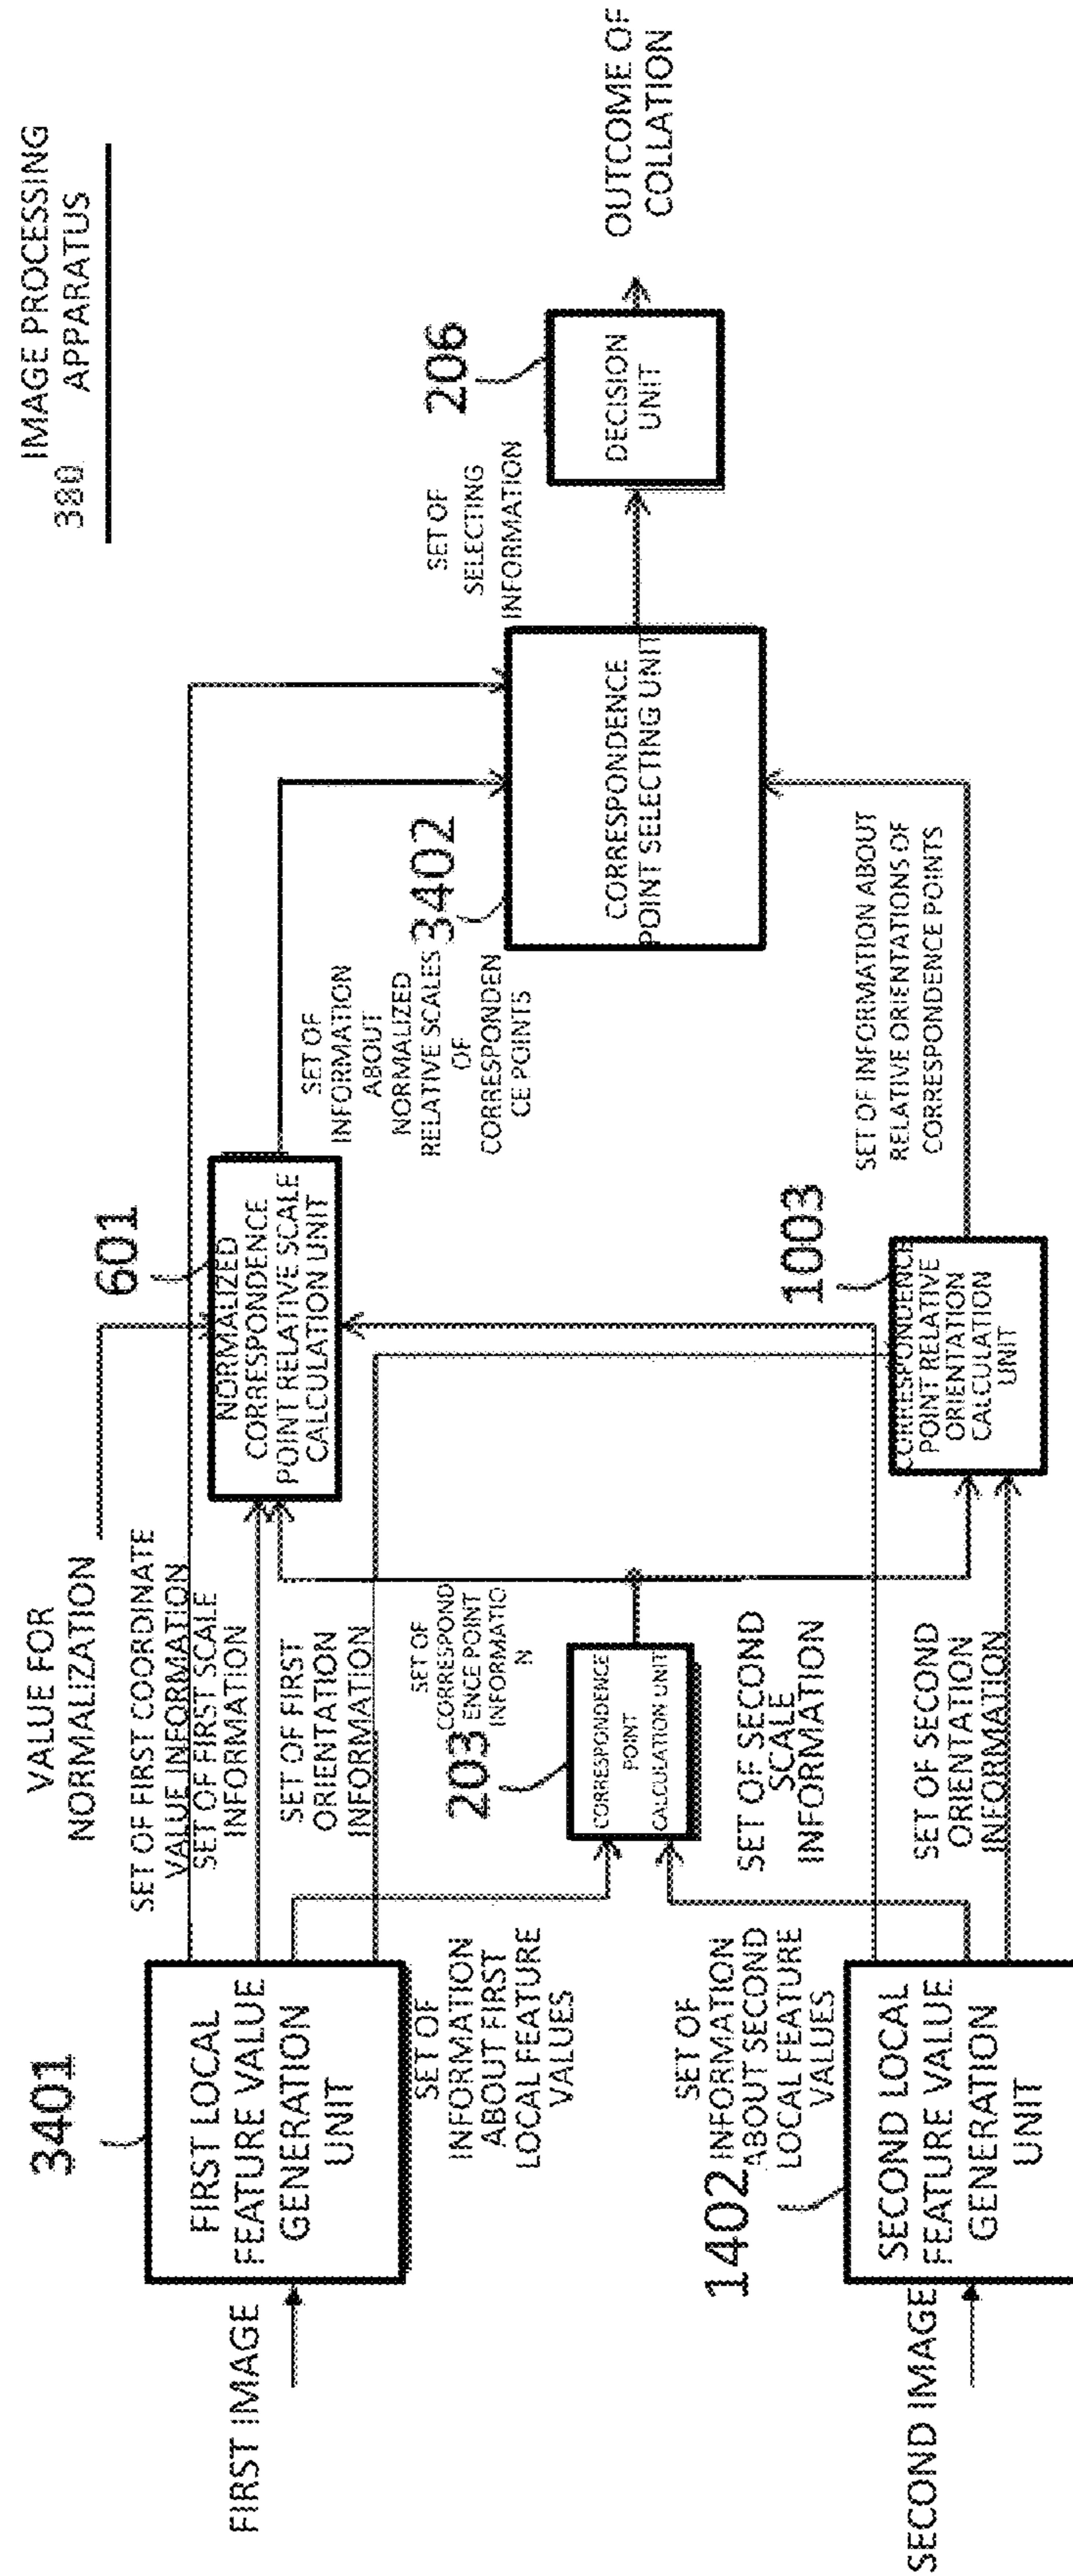 IMAGE PROCESSING
380 APPARATUS
VALUE FOR
NORMALIZATION
SET OF FIRST COORDINATE
VALUE INFORMATION
SET OF FIRST SCALE
INFORMATION
SET OF FIRST
ORIENTATION
INFORMATION
3401
FIRST LOCAL
FEATURE VALUE
GENERATION
UNIT
FIRST IMAGE
SET OF
INFORMATION
ABOUT FIRST
LOCAL FEATURE
VALUES
601
NORMALIZED
CORRESPONDENCE
POINT RELATIVE SCALE
CALCULATION UNIT
SET OF
INFORMATION
ABOUT
NORMALIZED
RELATIVE SCALES
OF
CORRESPONDEN
CE POINTS
3402
CORRESPONDENCE
POINT SELECTING UNIT
SET OF
SELECTING
INFORMATION
206
DECISION
UNIT
OUTCOME OF
COLLATION
SET OF
CORRESPOND
ENCE POINT
INFORMATIO
N
203
CORRESPONDENCE
POINT
CALCULATION UNIT
SET OF SECOND
SCALE
INFORMATION
SET OF SECOND
ORIENTATION
INFORMATION
1003
CORRESPONDENCE
POINT RELATIVE
ORIENTATION
CALCULATION
UNIT
SET OF INFORMATION ABOUT
RELATIVE ORIENTATIONS OF
CORRESPONDENCE POINTS
SET OF
INFORMATION
ABOUT SECOND
LOCAL FEATURE
VALUES
1402
SECOND LOCAL
FEATURE VALUE
GENERATION
UNIT
SECOND IMAGE